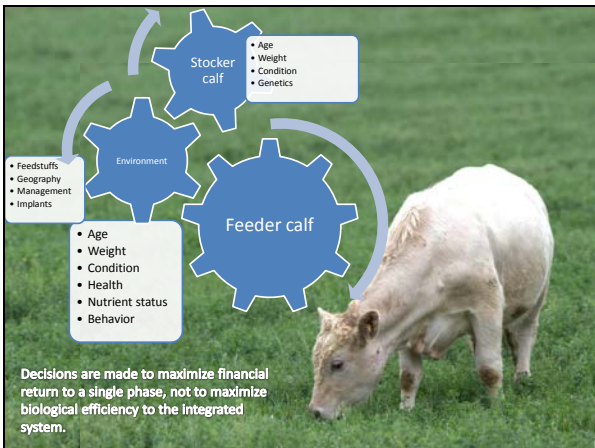 Stocker
calf
• Age
• Weight
• Condition
• Genetics
Environment
• Feedstuffs
• Geography
• Management
• Implants
Feeder calf
• Age
• Weight
• Condition
• Health
• Nutrient status
• Behavior
Decisions are made to maximize financial
return to a single phase, not to maximize
biological efficiency to the integrated
system.